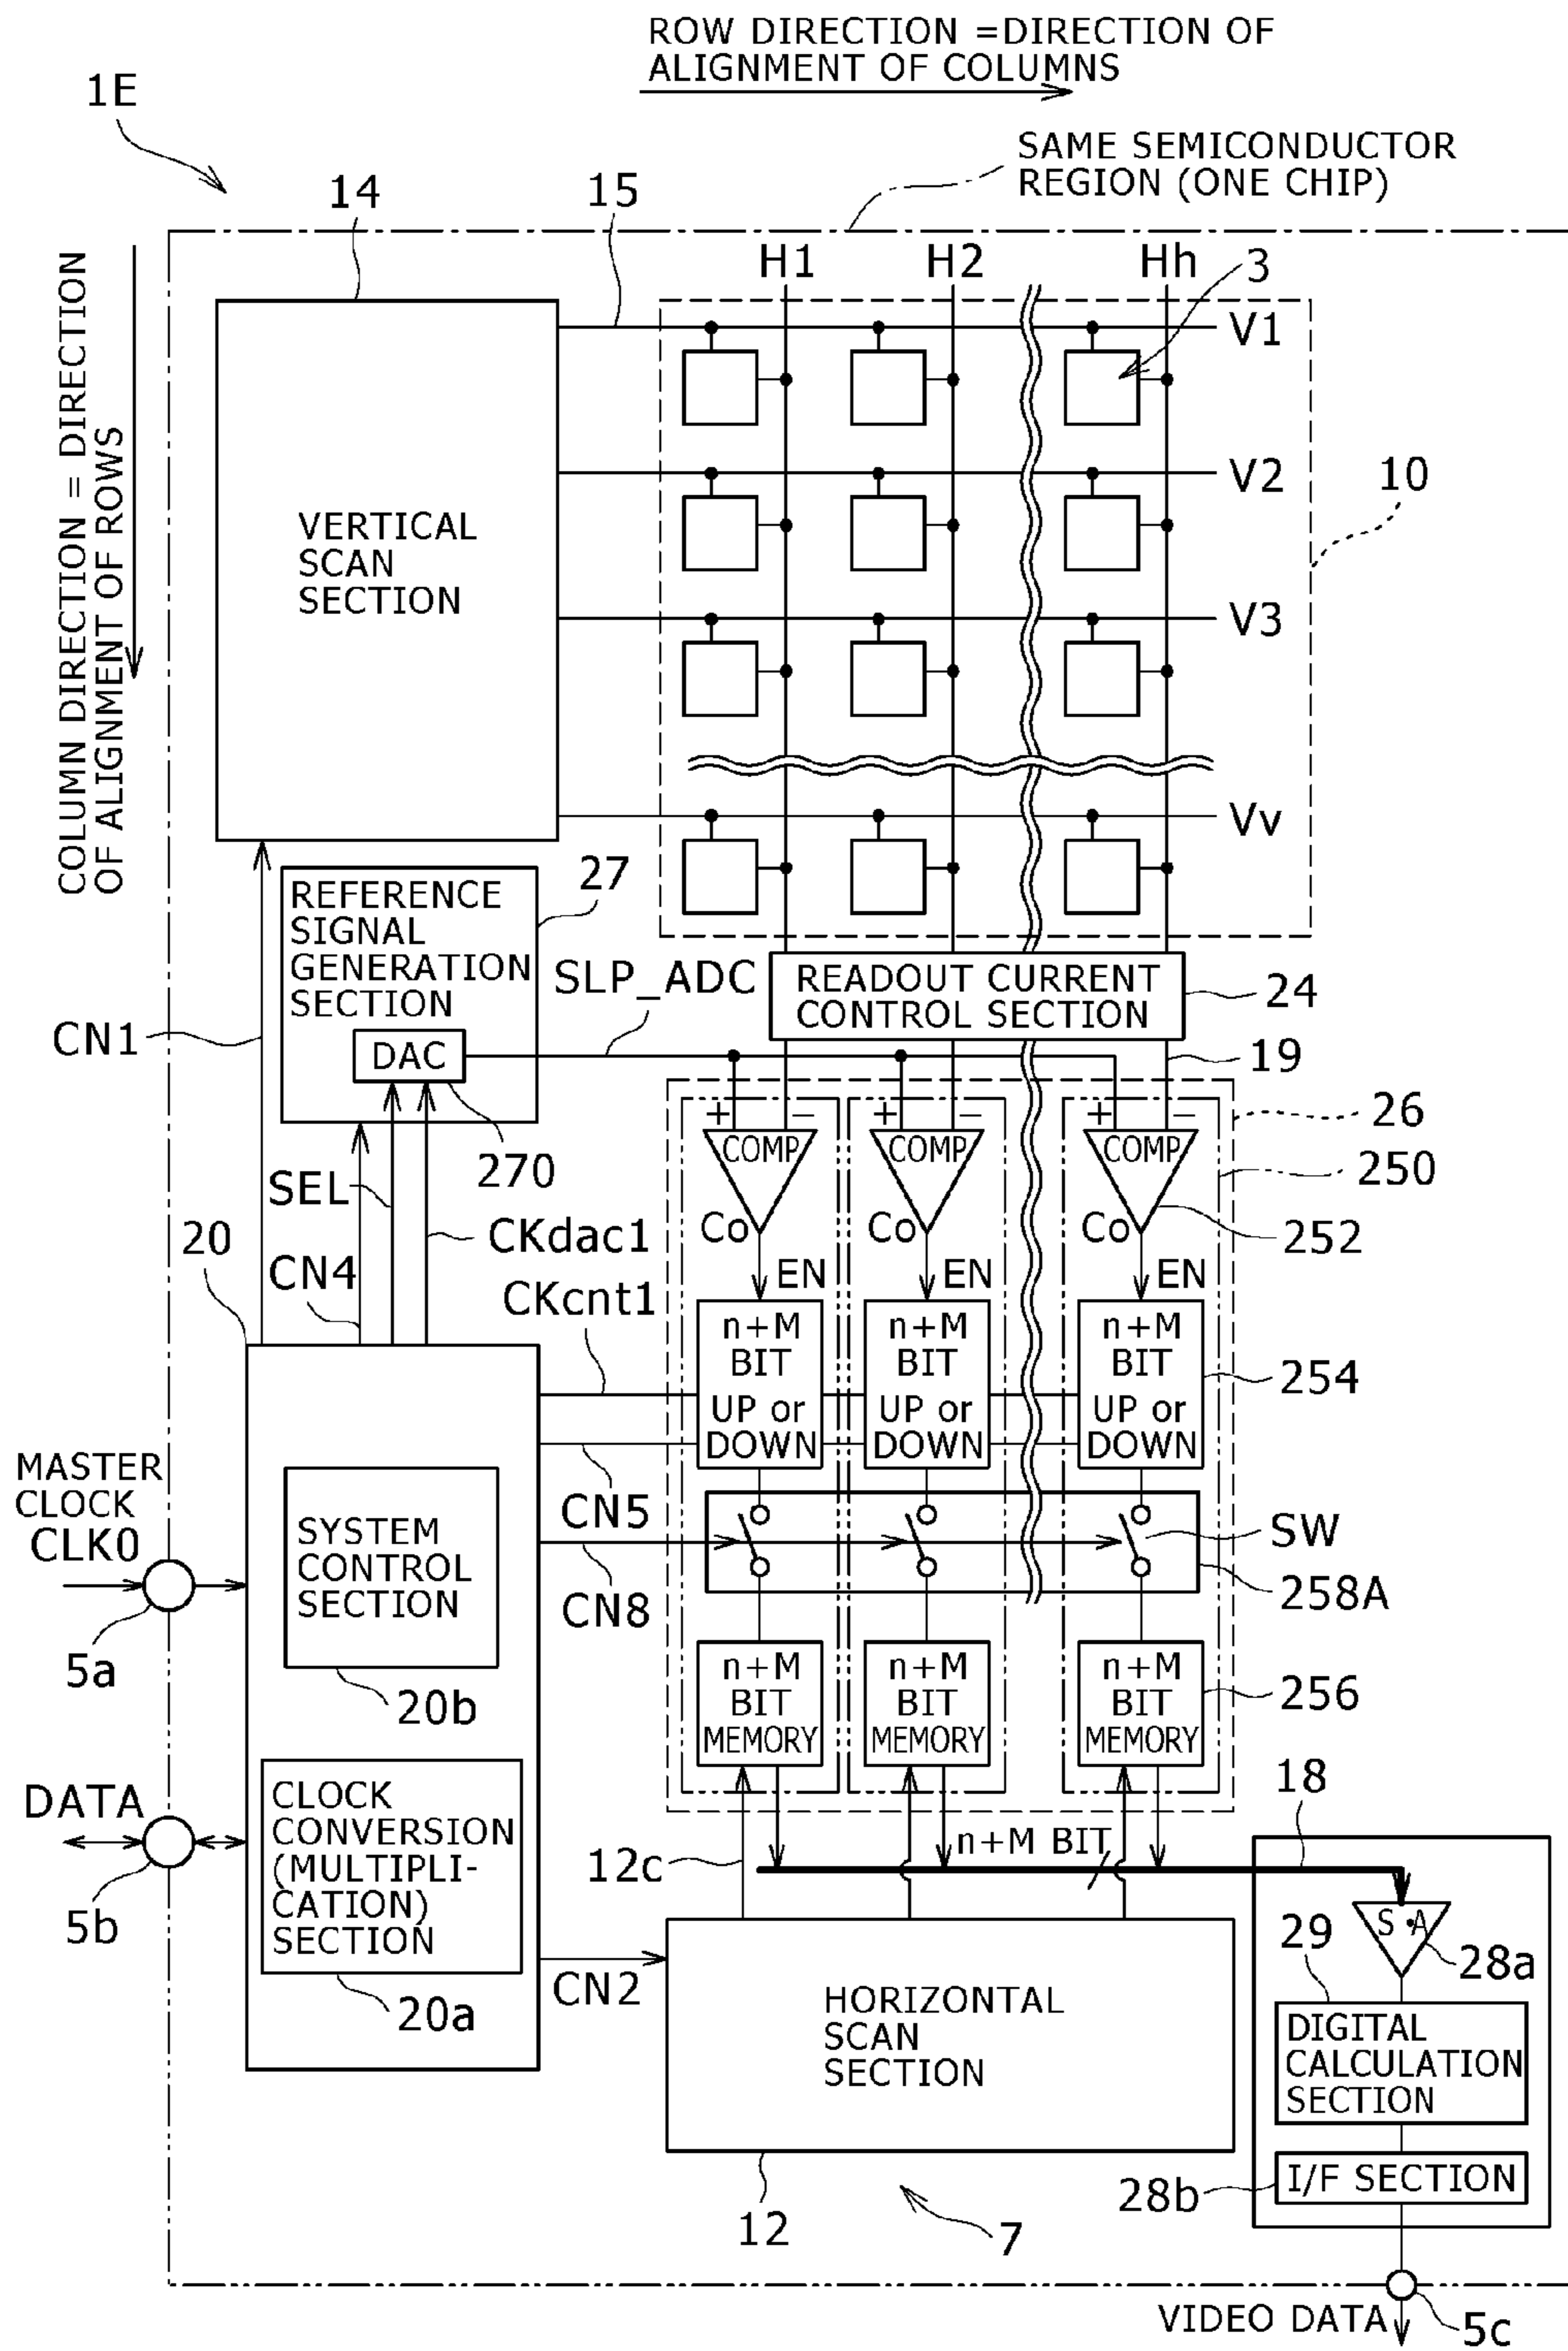 ROW DIRECTION =DIRECTION OF
ALIGNMENT OF COLUMNS
1E
SAME SEMICONDUCTOR
REGION (ONE CHIP)
14
15
H1
H2
Hh
3
COLUMN DIRECTION = DIRECTION
OF ALIGNMENT OF ROWS
V1
V2
10
VERTICAL
SCAN
SECTION
V3
Vv
27
REFERENCE
SIGNAL
GENERATION
SECTION
SLP_ADC
READOUT CURRENT
CONTROL SECTION
24
CN1
DAC
19
+
−
+
−
+
−
26
COMP
COMP
COMP
270
250
SEL
Co
Co
Co
252
20
CKdac1
CN4
EN
EN
EN
CKcnt1
n+M
BIT
UP or
DOWN
n+M
BIT
UP or
DOWN
n+M
BIT
UP or
DOWN
254
MASTER
CLOCK
CLK0
CN5
SYSTEM
CONTROL
SECTION
SW
CN8
258A
5a
20b
n+M
BIT
MEMORY
n+M
BIT
MEMORY
n+M
BIT
MEMORY
256
DATA
CLOCK
CONVERSION
(MULTIPLI-
CATION)
SECTION
18
n+M BIT
12c
5b
S•A
29
28a
CN2
20a
HORIZONTAL
SCAN
SECTION
DIGITAL
CALCULATION
SECTION
28b
I/F SECTION
12
7
VIDEO DATA
5c